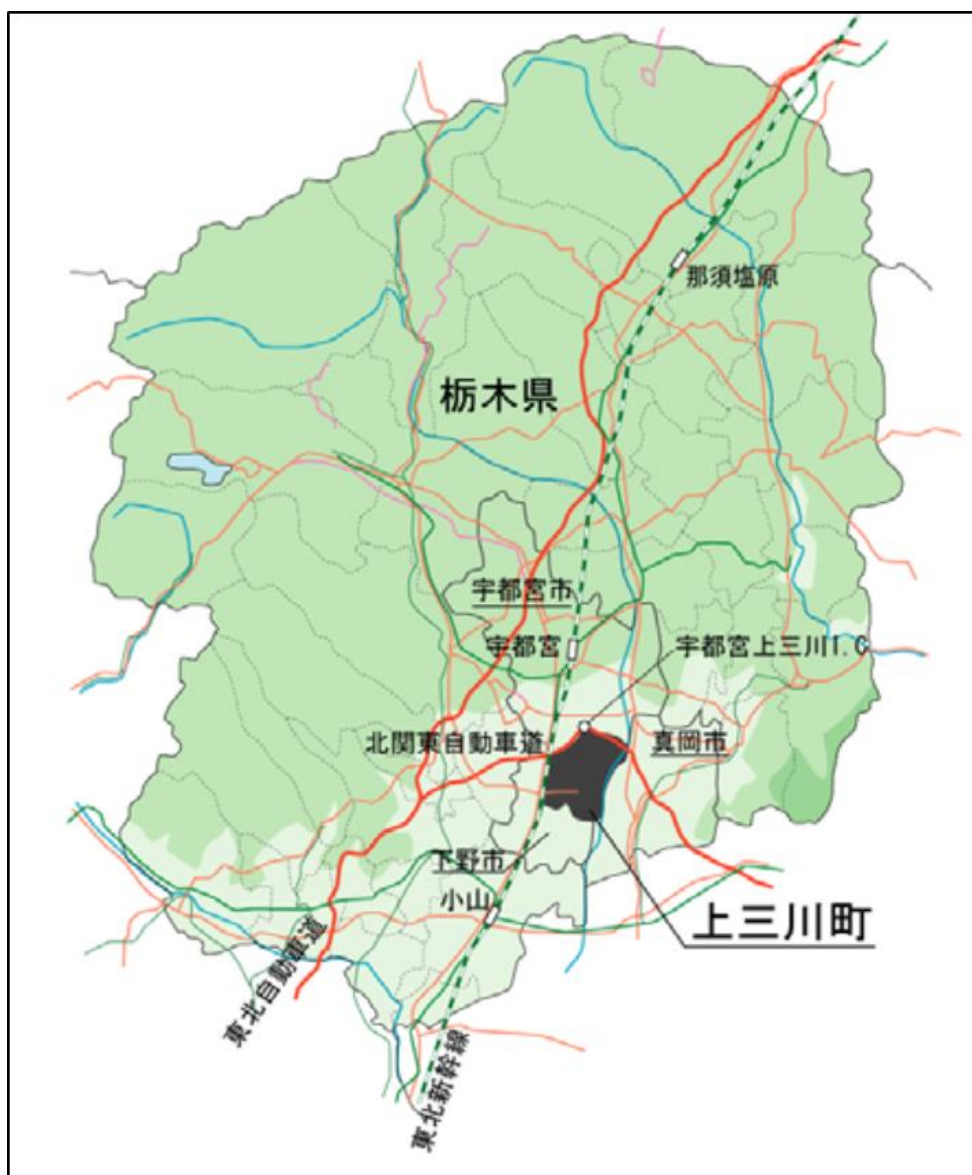 那須塩原
栃木県
宇都宮市
宇都宮
宇都宮上三川I.C
北関東自動車道
真岡市
下野市
小山
上三川町
東北自動車道
東北新幹線